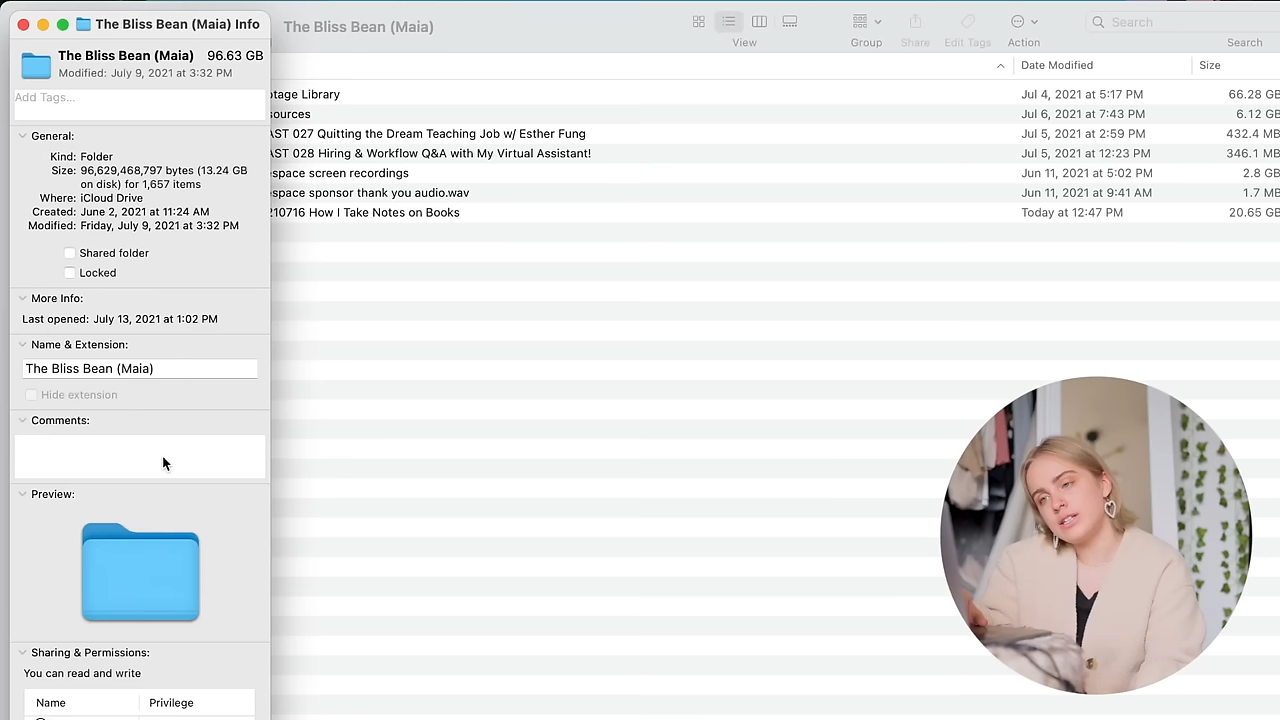 The Bliss Bean (Maia) Info
The Bliss Bean (Maia) 96.63 GB
Modified: July 9, 2021 at 3:32 PM
Add Tags...
General:
Kind: Folder
Size: 96,629,468,797 bytes (13.24 GB
on disk) for 1,657 items
Where: iCloud Drive
Created: June 2, 2021 at 11:24 AM
Modified: Friday, July 9, 2021 at 3:32 PM
Shared folder
Locked
More Info:
Last opened: July 13, 2021 at 1:02 PM
Name & Extension:
The Bliss Bean (Maia)
Hide extension
Comments:
Preview:
Sharing & Permissions:
You can read and write
Name Privilege
The Bliss Bean (Maia)
View Group Share Edit Tags Action Search
Search
Date Modified Size
otage Library Jul 4, 2021 at 5:17 PM 66.28 GB
sources Jul 6, 2021 at 7:43 PM 6.12 GB
AST 027 Quitting the Dream Teaching Job w/ Esther Fung Jul 5, 2021 at 2:59 PM 432.4 MB
AST 028 Hiring & Workflow Q&A with My Virtual Assistant! Jul 5, 2021 at 12:23 PM 346.1 MB
espace screen recordings Jun 11, 2021 at 5:02 PM 2.8 GB
espace sponsor thank you audio.wav Jun 11, 2021 at 9:41 AM 1.7 MB
210716 How I Take Notes on Books Today at 12:47 PM 20.65 GB